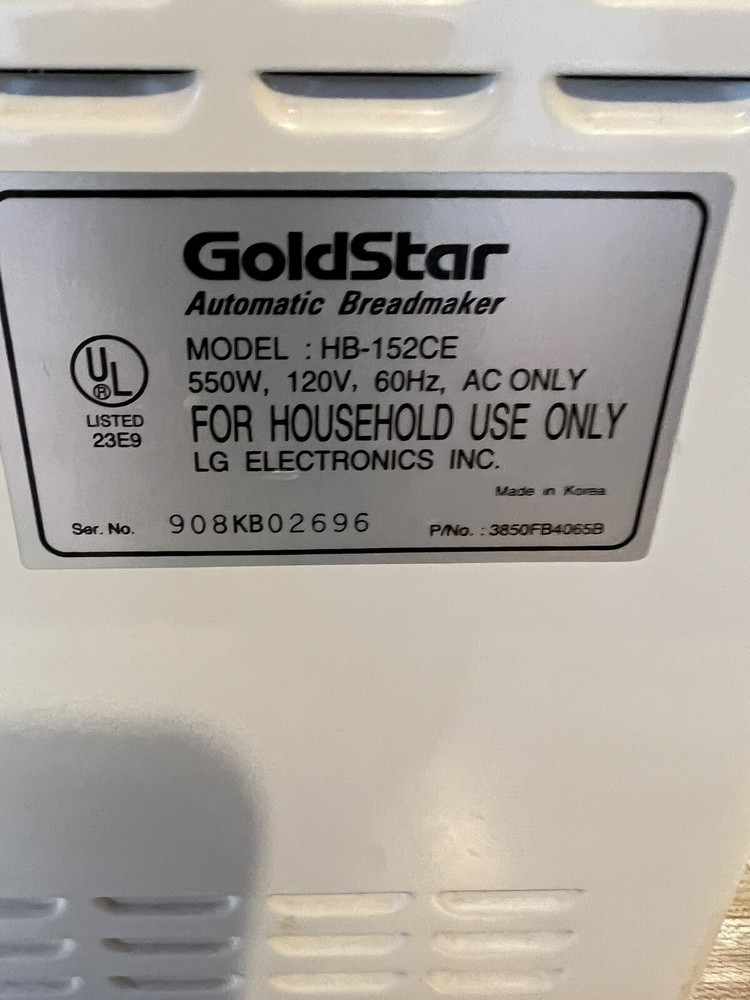 GoldStar
Automatic Breadmaker
MODEL : HB-152CE
550W, 120V, 60Hz, AC ONLY
FOR HOUSEHOLD USE ONLY
LG ELECTRONICS INC.
UL
®
LISTED
23E9
Made in Korea
Ser. No. 908KB02696
P/No. : 3850FB4065B